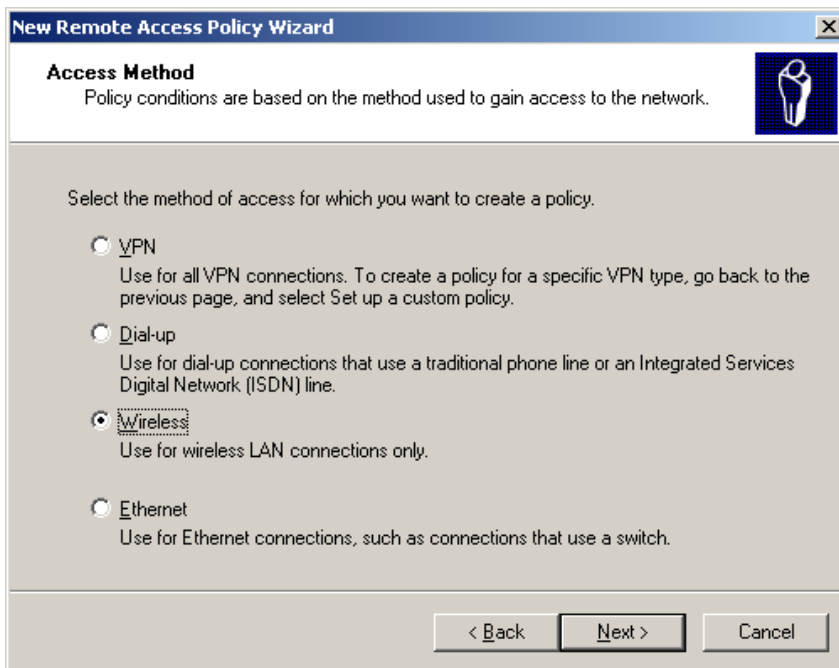 New Remote Access Policy Wizard
Access Method
Policy conditions are based on the method used to gain access to the network.
Select the method of access for which you want to create a policy.
VPN
Use for all VPN connections. To create a policy for a specific VPN type, go back to the
previous page, and select Set up a custom policy.
Dial-up
Use for dial-up connections that use a traditional phone line or an Integrated Services
Digital Network (ISDN) line.
Wireless
Use for wireless LAN connections only.
Ethernet
Use for Ethernet connections, such as connections that use a switch.
< Back
Next >
Cancel